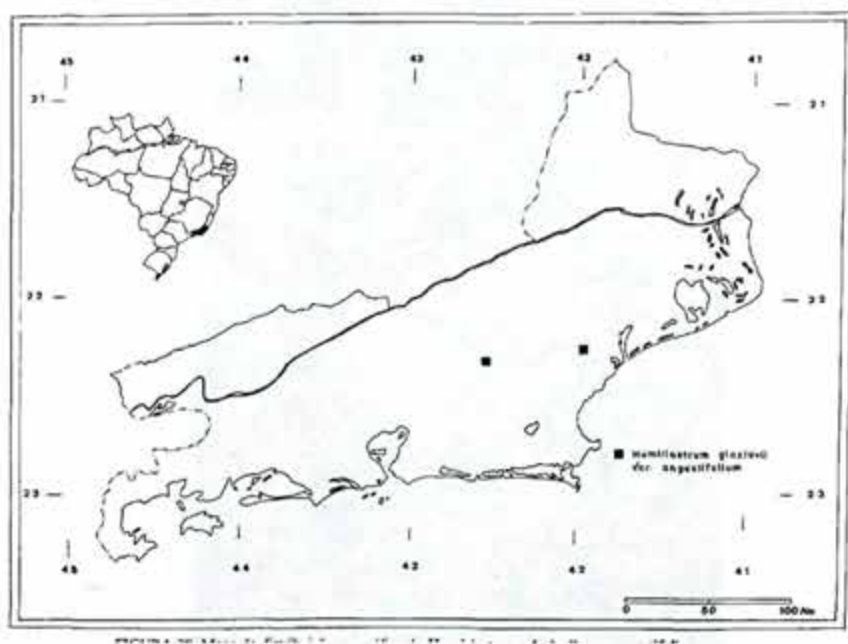 45 44 43 42 41
21 21
22 22
■ Humiriastrum glaziovii
var. angustifolium
23 23
45 44 43 42 41
0 50 100 Km